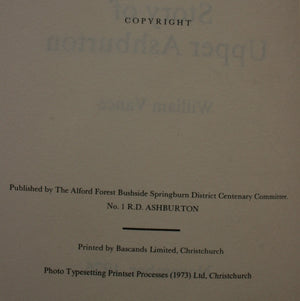 COPYRIGHT
Story of
Upper Ashburton
William Vance
Published by The Alford Forest Bushside Springburn District Centenary Committee.
No. 1 R.D. ASHBURTON
Printed by Bascands Limited, Christchurch
Photo Typesetting Printset Processes (1973) Ltd, Christchurch